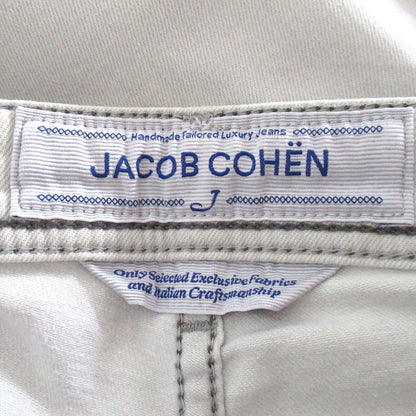 Handmade Tailored Luxury Jeans
JACOB COHËN
J
Only Selected Exclusive Fabrics
and Italian Craftsmanship